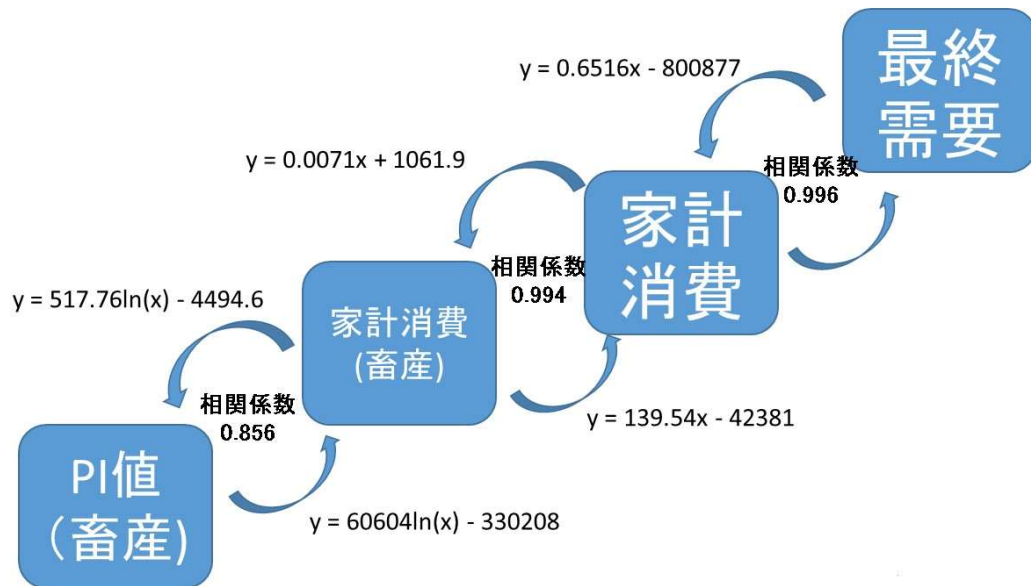 最終
需要
y = 0.6516x - 800877
相関係数
0.996
y = 0.0071x + 1061.9
家計
消費
相関係数
0.994
y = 139.54x - 42381
y = 517.76ln(x) - 4494.6
家計消費
(畜産)
相関係数
0.856
y = 60604ln(x) - 330208
PI値
（畜産)